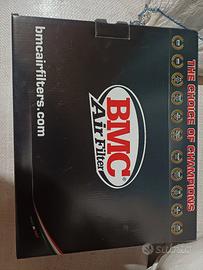 THE CHOICE OF CHAMPIONS
BMC
Air Filter
bmcairfilters.com
SUBITO